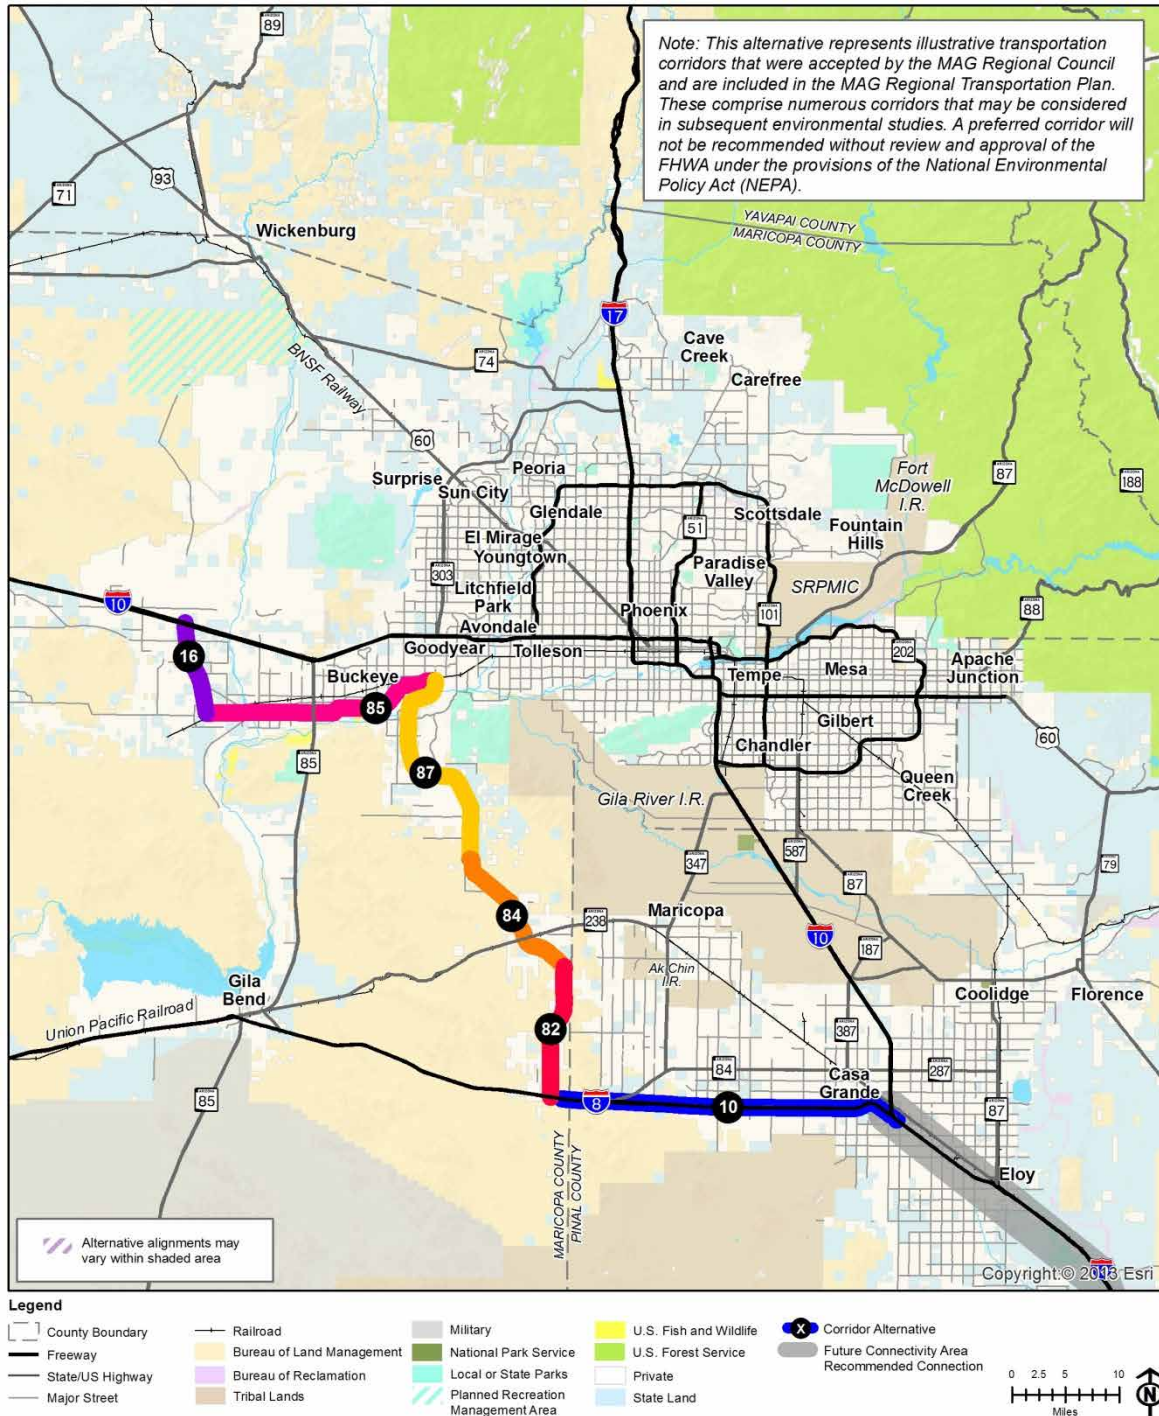 89
Note: This alternative represents illustrative transportation
corridors that were accepted by the MAG Regional Council
and are included in the MAG Regional Transportation Plan.
These comprise numerous corridors that may be considered
in subsequent environmental studies. A preferred corridor will
not be recommended without review and approval of the
FHWA under the provisions of the National Environmental
Policy Act (NEPA).
93
71
YAVAPAI COUNTY
MARICOPA COUNTY
Wickenburg
17
Cave
Creek
74
Carefree
BNSF Railway
60
Peoria
Surprise
Sun City
Fort
McDowell
I.R.
87
188
Glendale
Scottsdale
51
Fountain
Hills
El Mirage
Youngtown
Paradise
Valley
303
Litchfield
Park
SRPMIC
10
Phoenix
101
88
Avondale
Goodyear
Tolleson
202
16
Buckeye
Tempe
Mesa
Apache
Junction
85
Gilbert
60
85
Chandler
87
Queen
Creek
Gila River I.R.
347
587
79
87
84
Maricopa
238
10
187
Ak Chin
I.R.
Gila
Bend
Coolidge
Florence
Union Pacific Railroad
82
387
84
Casa
Grande
287
85
8
10
87
MARICOPA COUNTY
PINAL COUNTY
Eloy
Alternative alignments may
vary within shaded area
Copyright:© 2013 Esri
Legend
County Boundary
Freeway
State/US Highway
Major Street
Railroad
Bureau of Land Management
Bureau of Reclamation
Tribal Lands
Military
National Park Service
Local or State Parks
Planned Recreation
Management Area
U.S. Fish and Wildlife
U.S. Forest Service
Private
State Land
X
Corridor Alternative
Future Connectivity Area
Recommended Connection
0 2.5 5 10
Miles
N